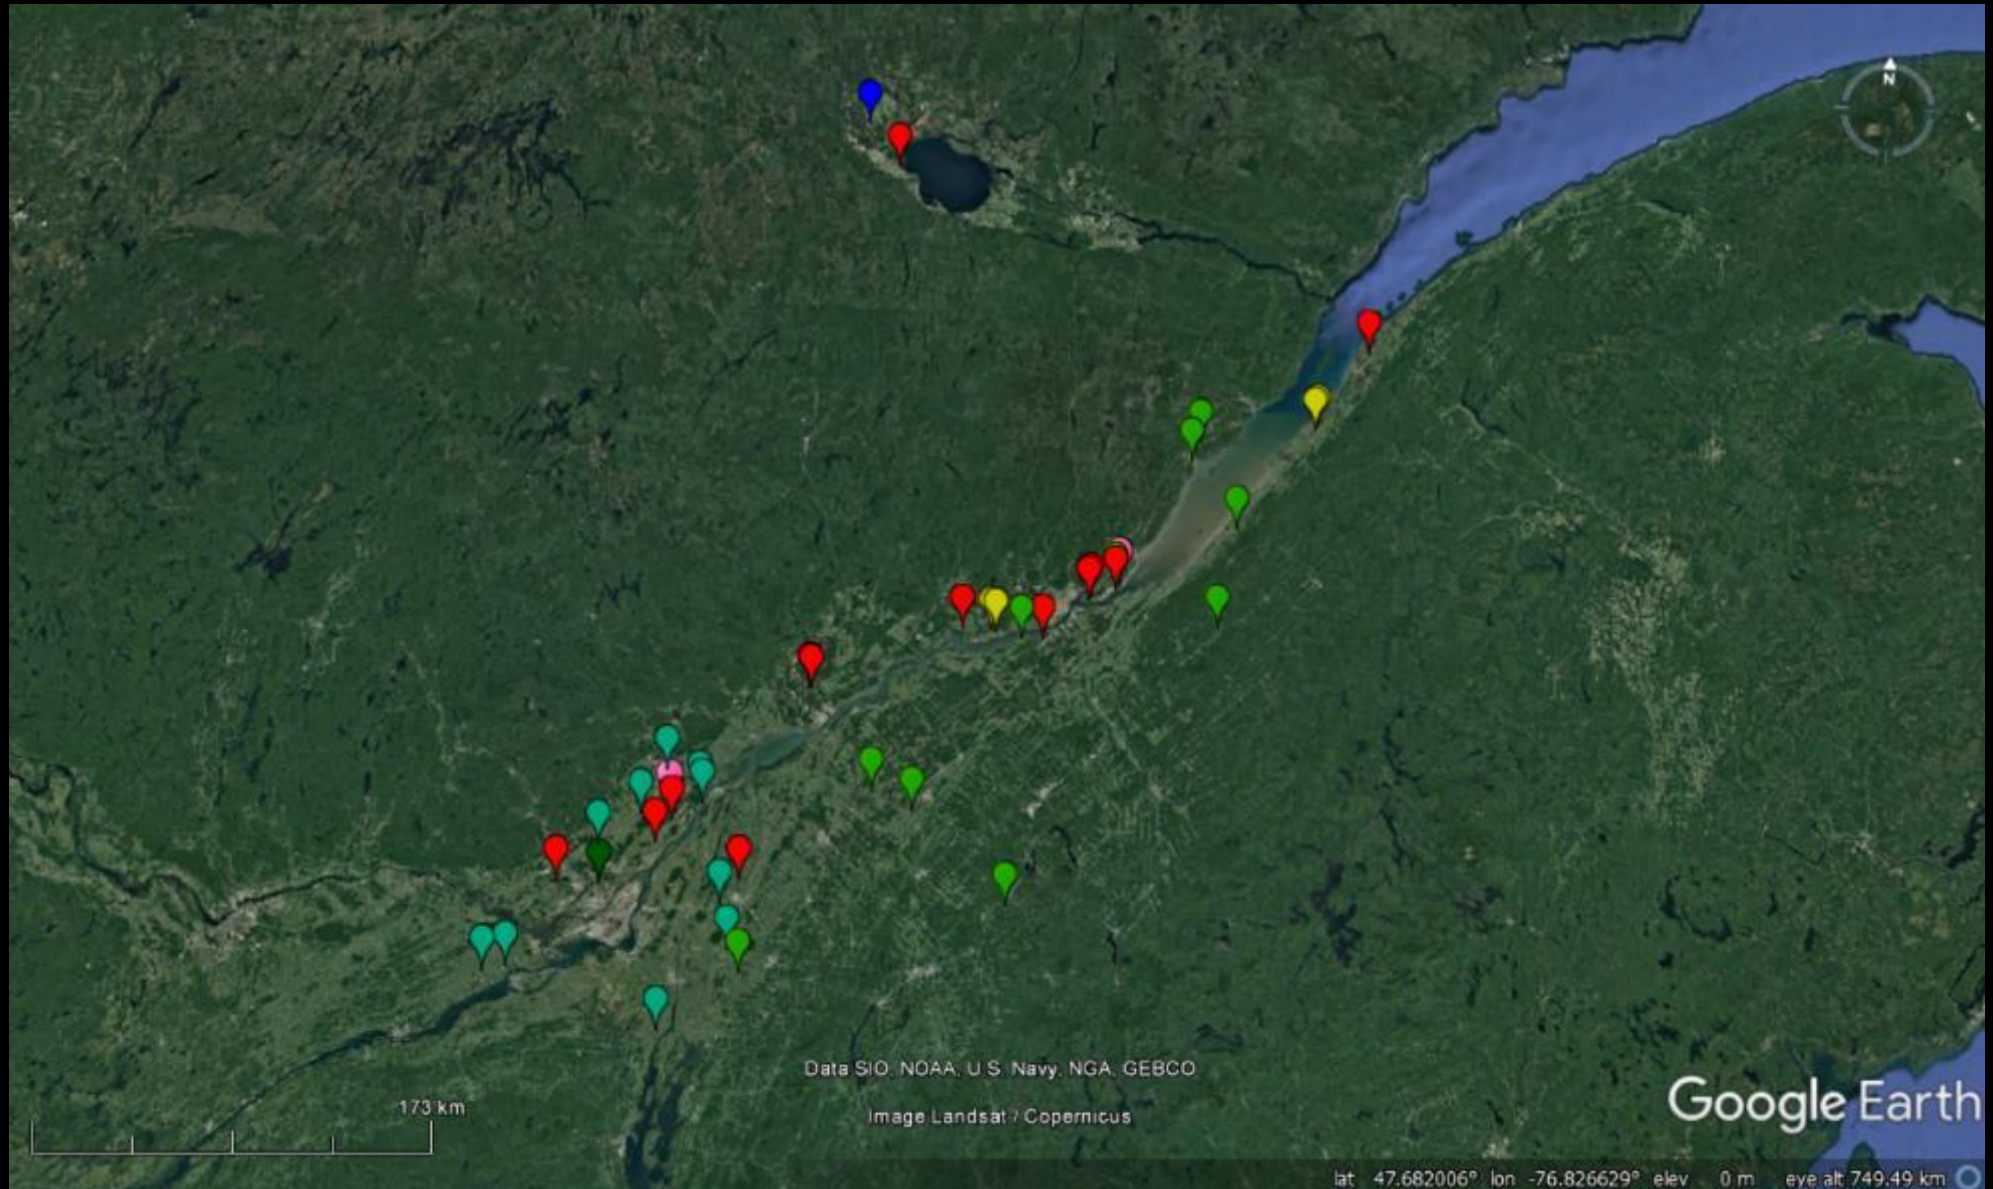 N
Data SIO, NOAA, U.S. Navy, NGA, GEBCO
173 km
Image Landsat / Copernicus
Google Earth
lat 47.682006° lon -76.826629° elev 0 m eye alt 749.49 km